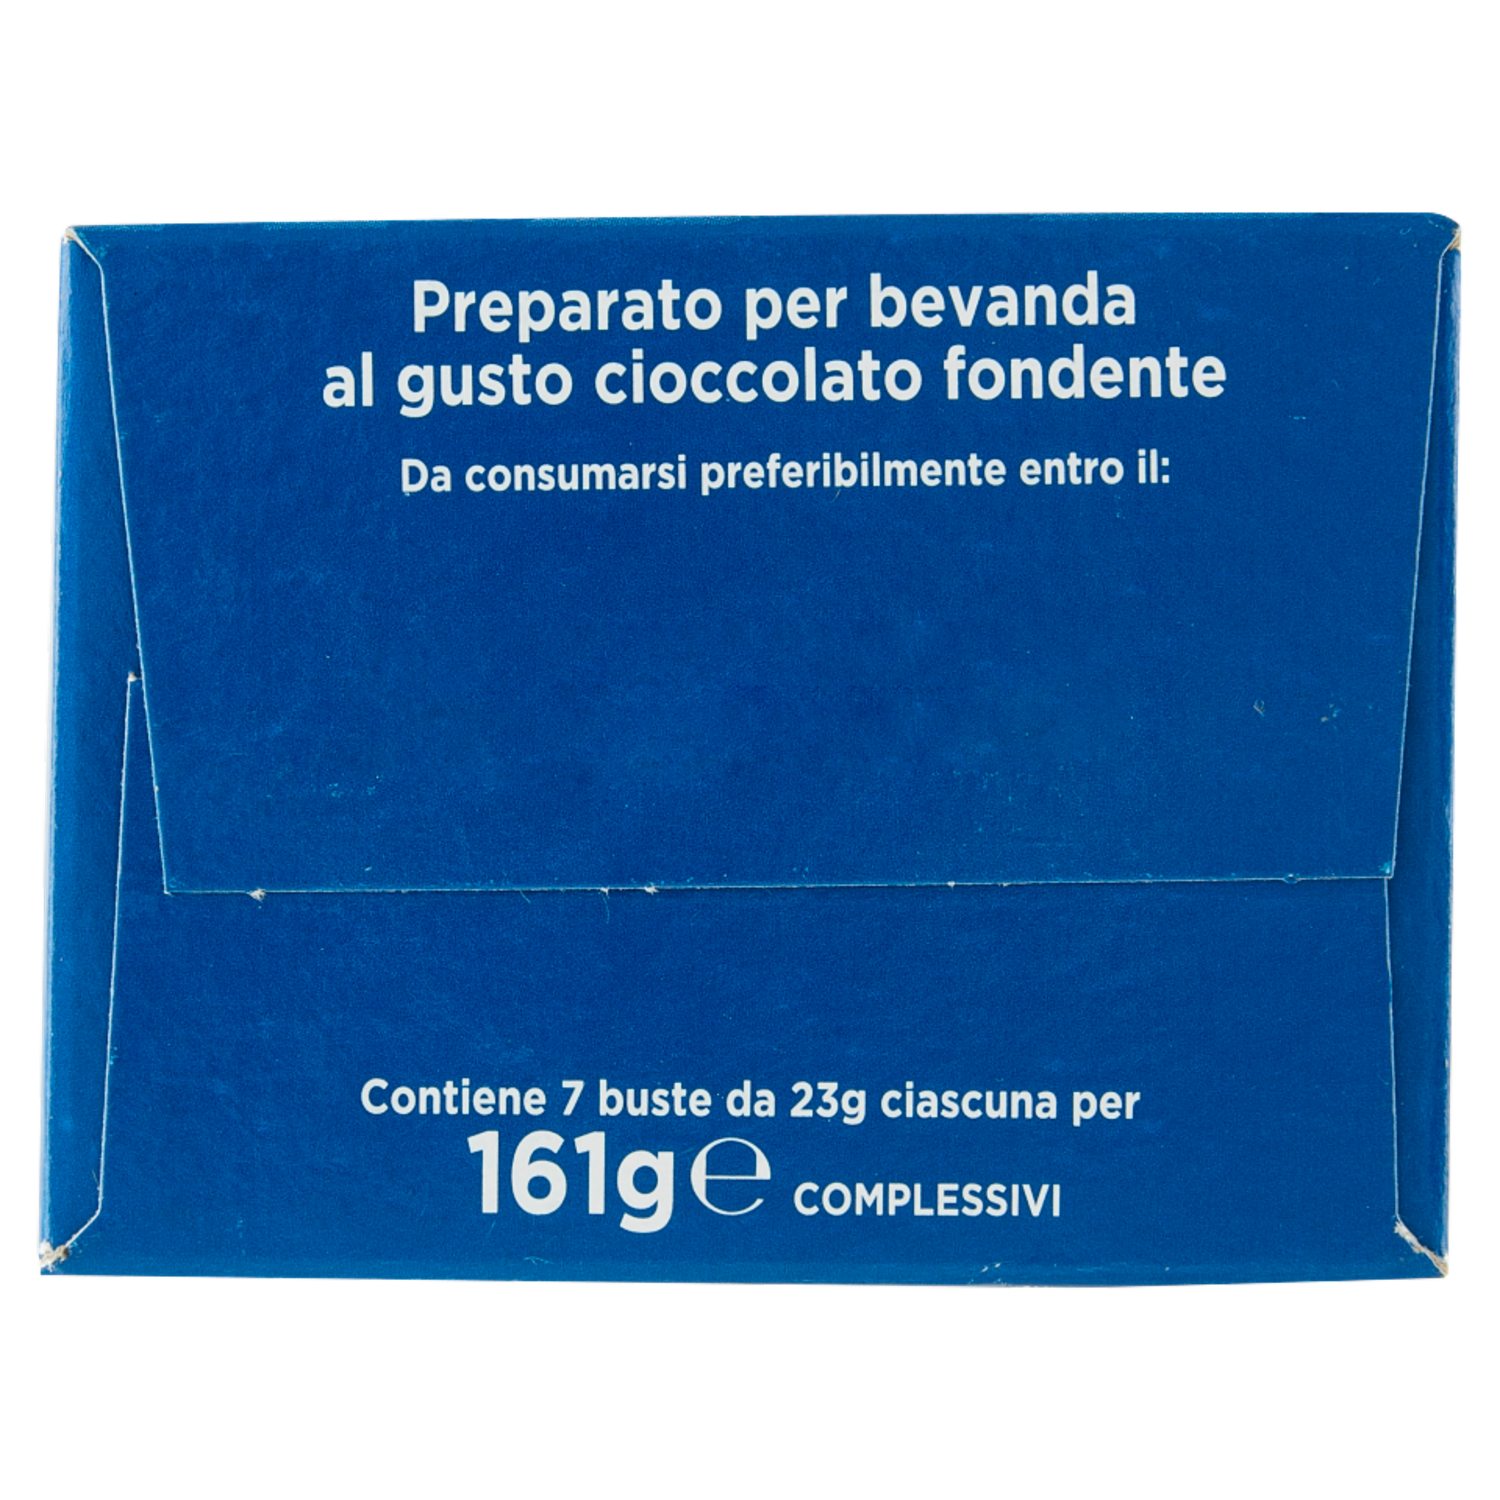 Preparato per bevanda
al gusto cioccolato fondente
Da consumarsi preferibilmente entro il:
Contiene 7 buste da 23g ciascuna per
161g ℮ COMPLESSIVI